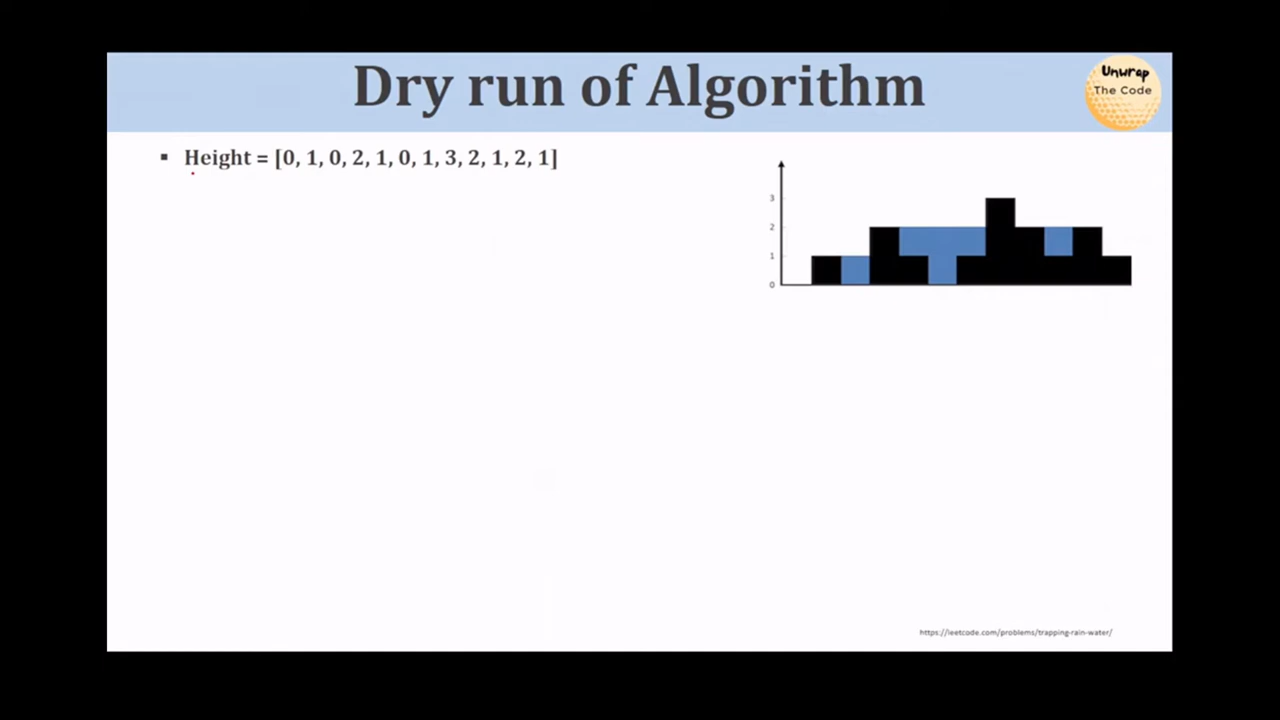 Dry run of Algorithm
Unwrap
The Code
▪ Height = [0, 1, 0, 2, 1, 0, 1, 3, 2, 1, 2, 1]
3
2
1
0
https://leetcode.com/problems/trapping-rain-water/